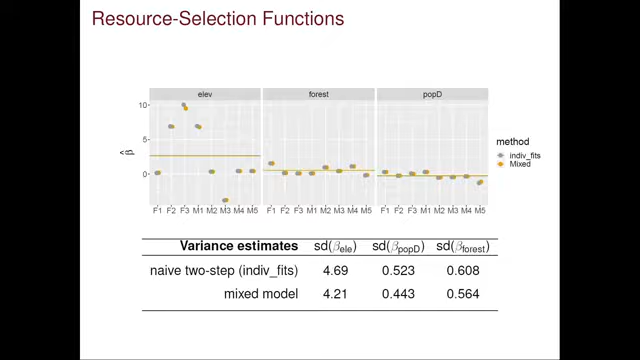 Resource-Selection Functions
elev forest popD
10
5
0
β̂
F1 F2 F3 M1 M2 M3 M4 M5 F1 F2 F3 M1 M2 M3 M4 M5 F1 F2 F3 M1 M2 M3 M4 M5
method
indiv_fits
Mixed
Variance estimates sd(β_ele) sd(β_popD) sd(β_forest)
naive two-step (indiv_fits) 4.69 0.523 0.608
mixed model 4.21 0.443 0.564